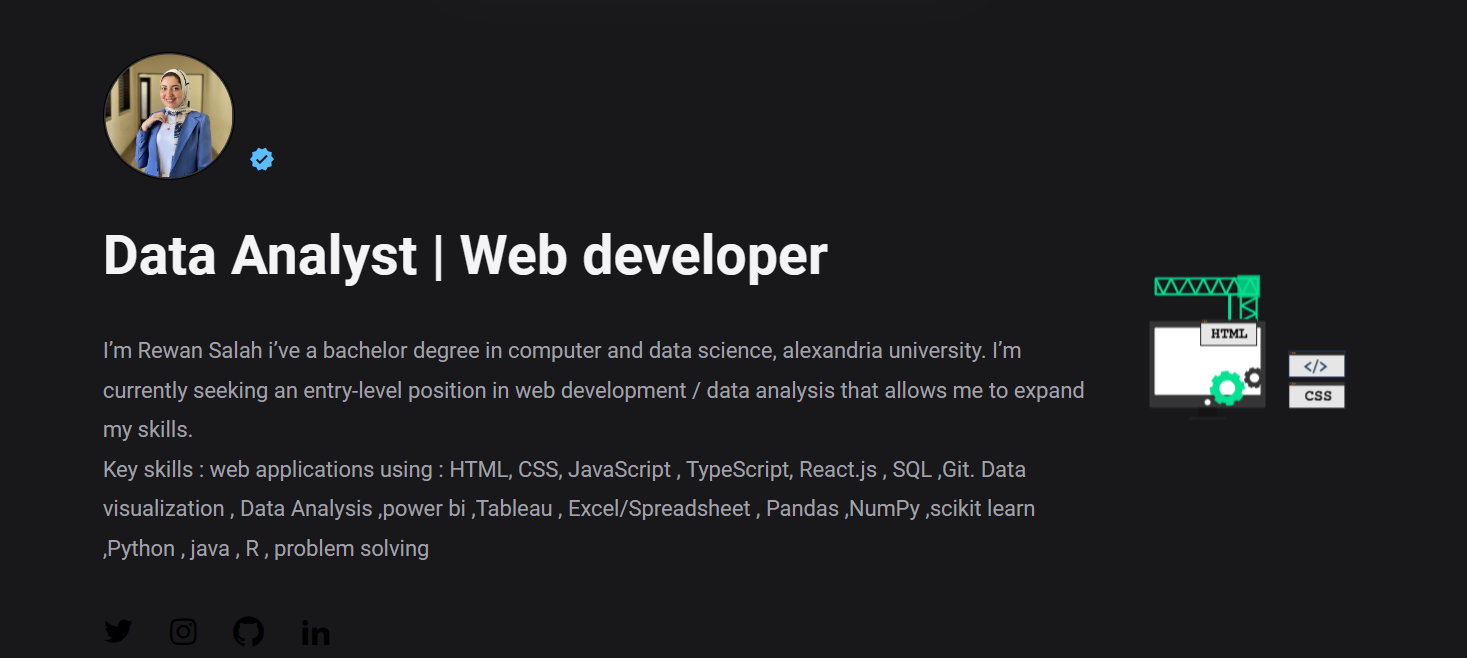 Data Analyst | Web developer
I’m Rewan Salah i’ve a bachelor degree in computer and data science, alexandria university. I’m
currently seeking an entry-level position in web development / data analysis that allows me to expand
my skills.
Key skills : web applications using : HTML, CSS, JavaScript , TypeScript, React.js , SQL ,Git. Data
visualization , Data Analysis ,power bi ,Tableau , Excel/Spreadsheet , Pandas ,NumPy ,scikit learn
,Python , java , R , problem solving
HTML
</>
CSS
in